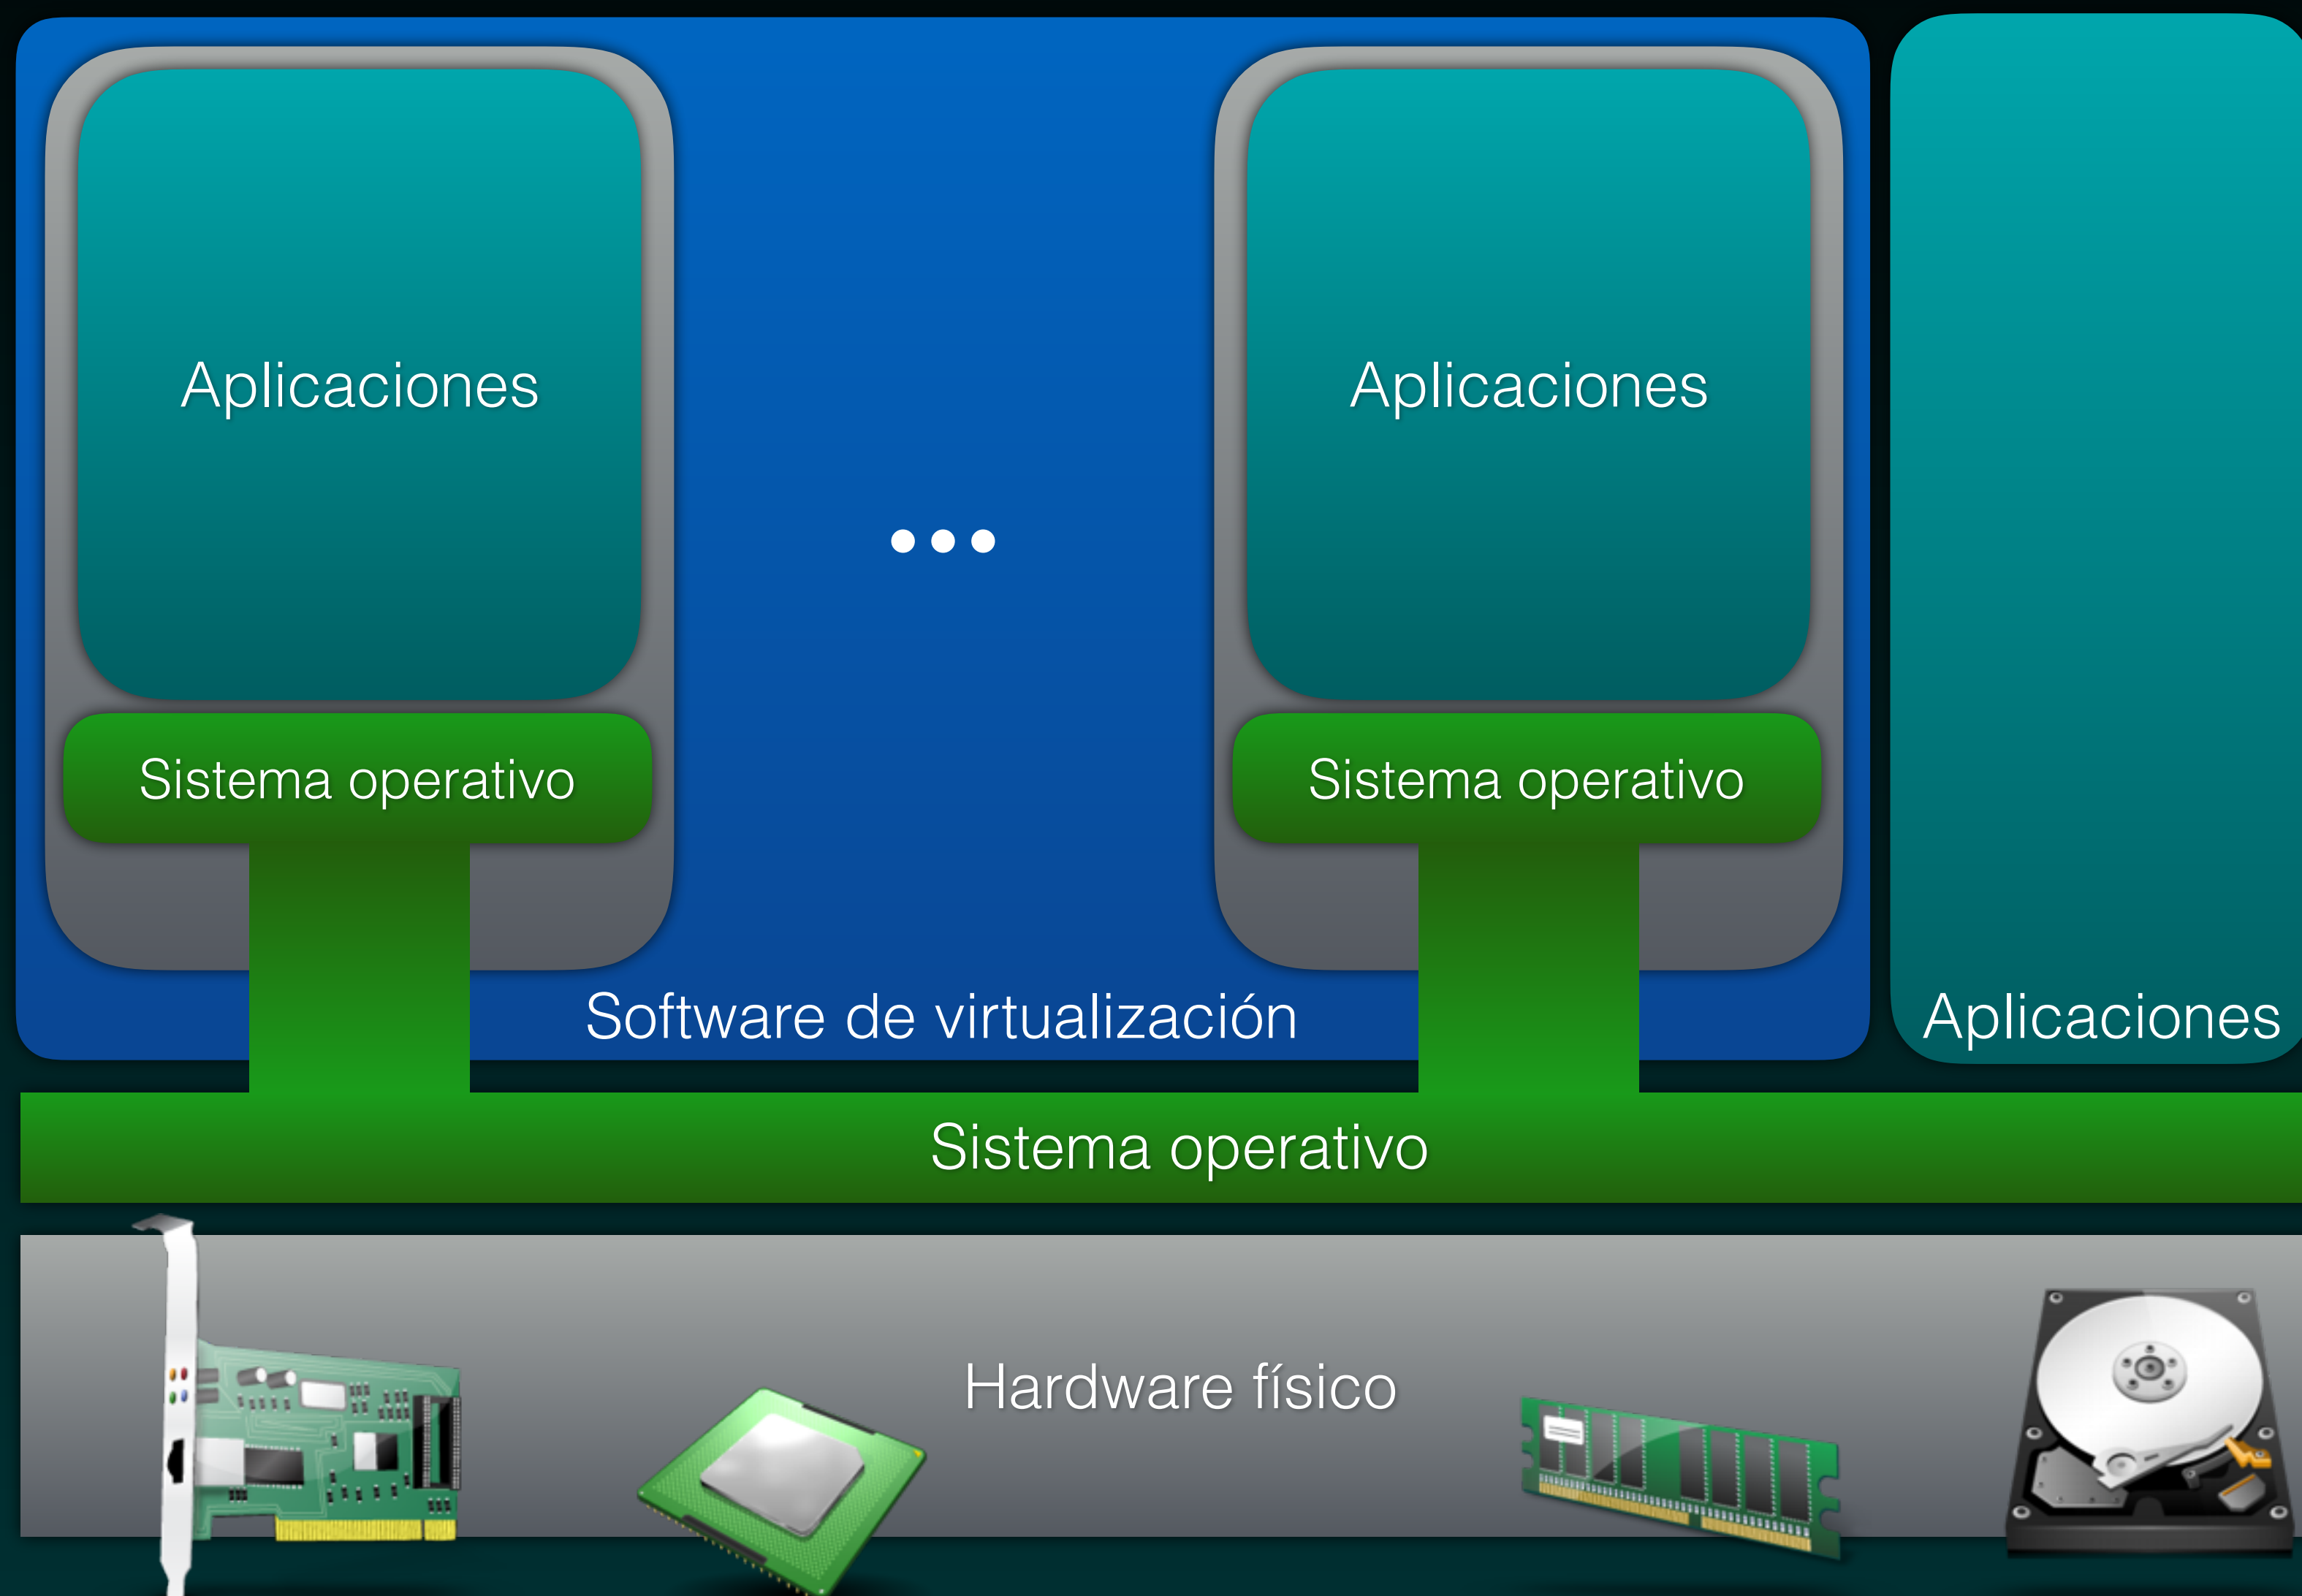 Aplicaciones
Aplicaciones
...
Sistema operativo
Sistema operativo
Software de virtualización
Aplicaciones
Sistema operativo
Hardware físico